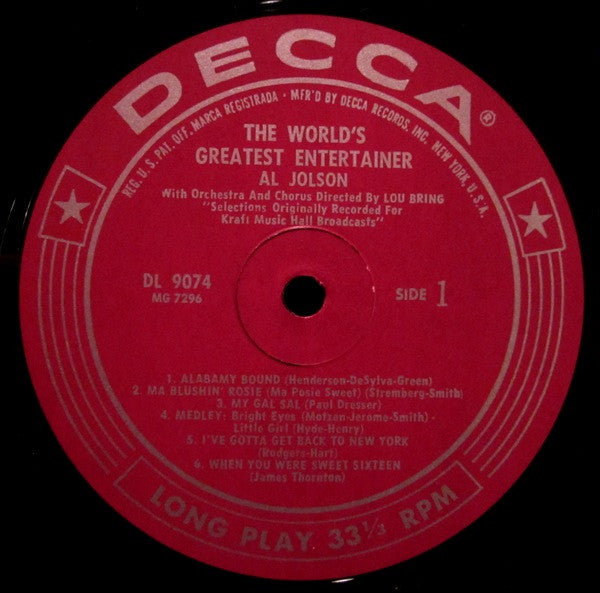 DECCA®
REG. U.S. PAT. OFF. MARCA REGISTRADA • MFR'D BY DECCA RECORDS, INC., NEW YORK, U.S.A.
THE WORLD'S
GREATEST ENTERTAINER
AL JOLSON
With Orchestra And Chorus Directed By LOU BRING
"Selections Originally Recorded For
Kraft Music Hall Broadcasts"
DL 9074
MG 7296
SIDE 1
1. ALABAMY BOUND (Henderson-DeSylva-Green)
2. MA BLUSHIN' ROSIE (Ma Posie Sweet) (Stromberg-Smith)
3. MY GAL SAL (Paul Dresser)
4. MEDLEY: Bright Eyes (Motzan-Jerome-Smith) -
Little Girl (Hyde-Henry)
5. I'VE GOTTA GET BACK TO NEW YORK
(Rodgers-Hart)
6. WHEN YOU WERE SWEET SIXTEEN
(James Thornton)
LONG PLAY 33⅓ RPM